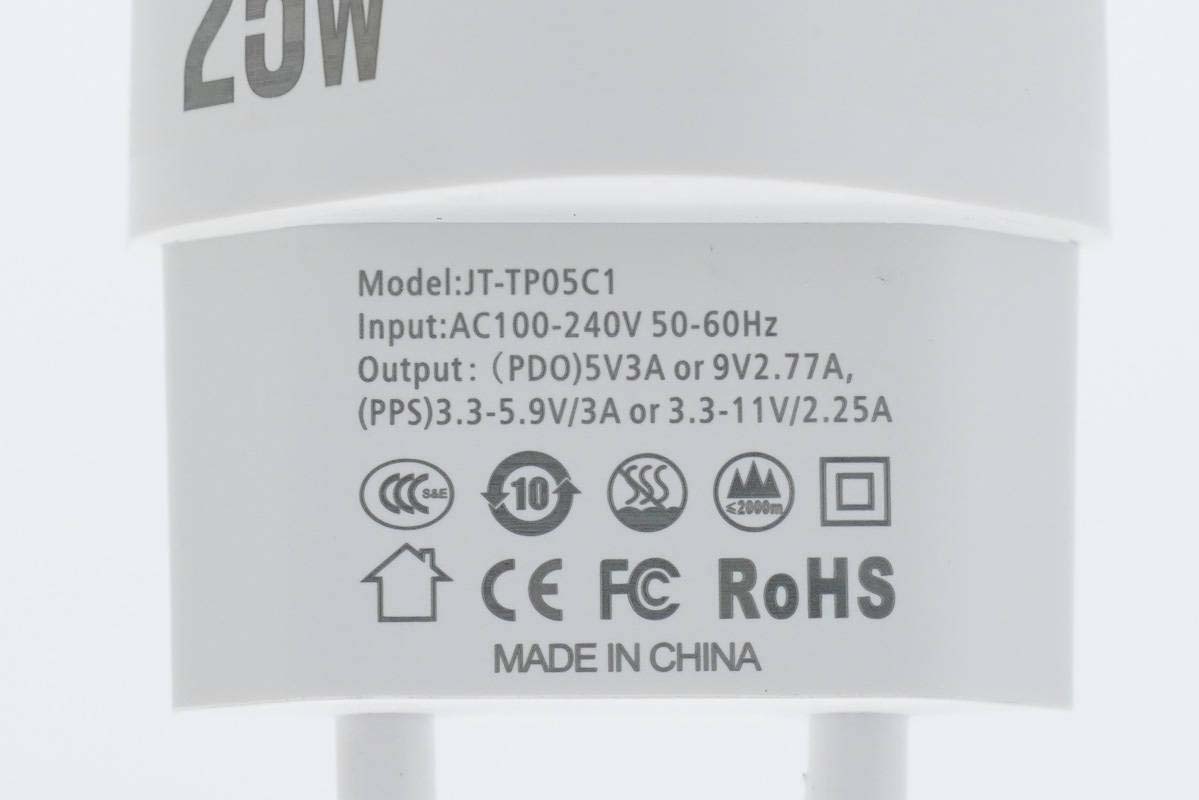 25W
Model:JT-TP05C1
Input:AC100-240V 50-60Hz
Output:（PDO)5V3A or 9V2.77A,
(PPS)3.3-5.9V/3A or 3.3-11V/2.25A
CCC S&E 10 ≤2000m
CE FC RoHS
MADE IN CHINA